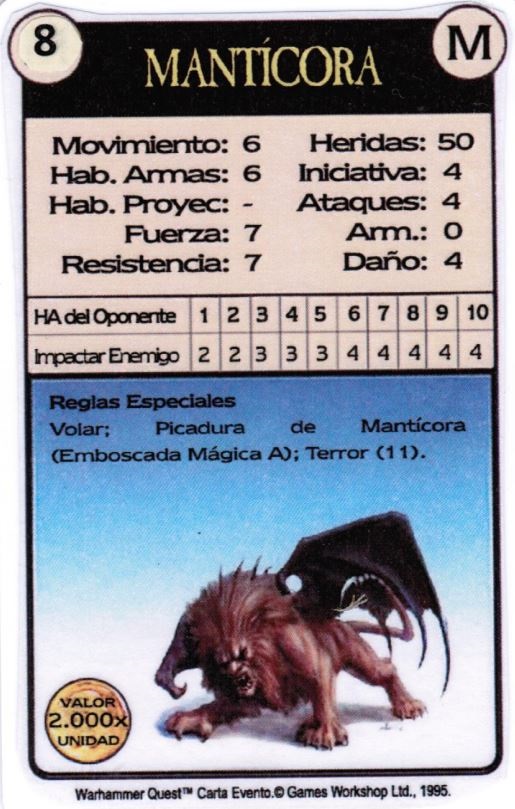 8
M
MANTÍCORA
Movimiento: 6 Heridas: 50
Hab. Armas: 6 Iniciativa: 4
Hab. Proyec: - Ataques: 4
Fuerza: 7 Arm.: 0
Resistencia: 7 Daño: 4
HA del Oponente 1 2 3 4 5 6 7 8 9 10
Impactar Enemigo 2 2 3 3 3 4 4 4 4 4
Reglas Especiales
Volar; Picadura de Mantícora
(Emboscada Mágica A); Terror (11).
VALOR
2.000x
UNIDAD
Warhammer Quest™ Carta Evento.© Games Workshop Ltd., 1995.